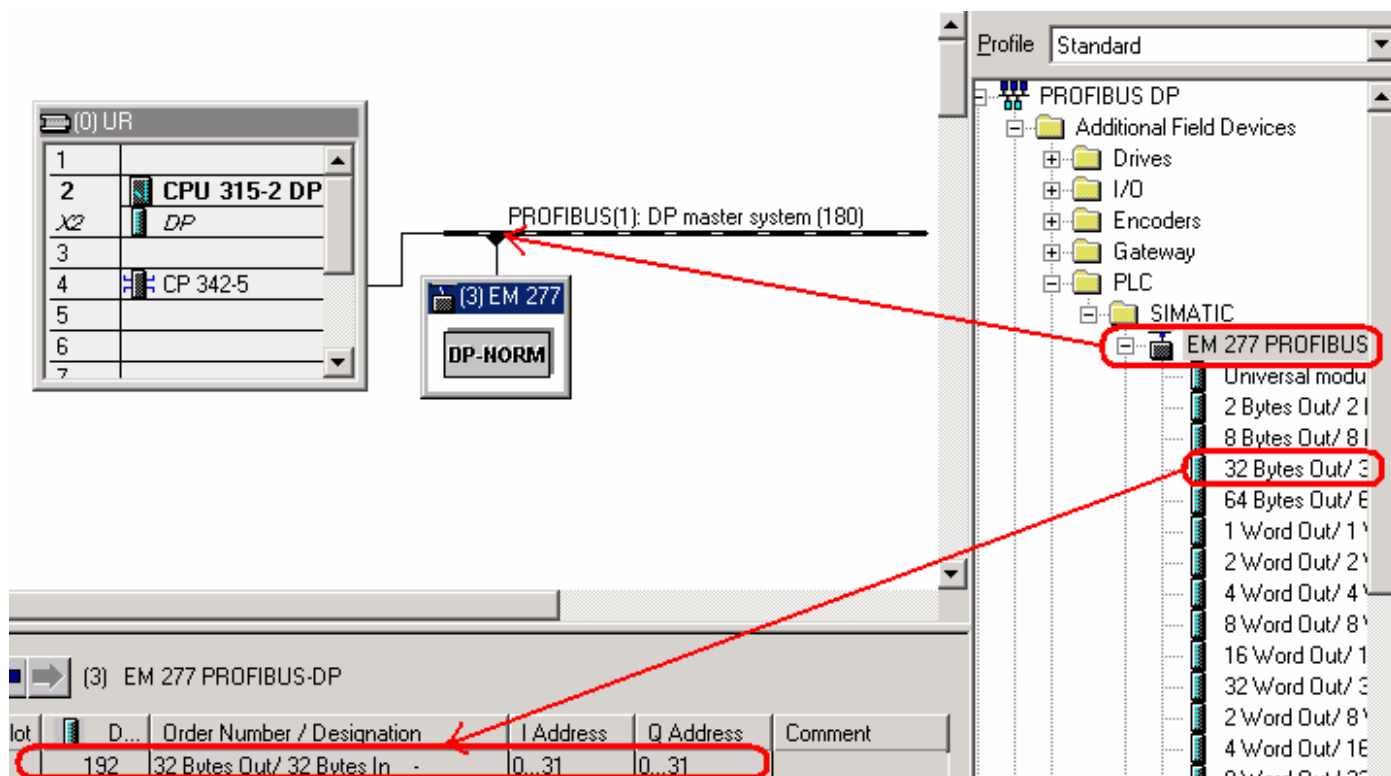 Profile Standard
PROFIBUS DP
Additional Field Devices
Drives
I/O
Encoders
Gateway
PLC
SIMATIC
EM 277 PROFIBUS
Universal modu
2 Bytes Out/ 2
8 Bytes Out/ 8
32 Bytes Out/ 3
64 Bytes Out/ 6
1 Word Out/ 1
2 Word Out/ 2
4 Word Out/ 4
8 Word Out/ 8
16 Word Out/ 1
32 Word Out/ 3
2 Word Out/ 8
4 Word Out/ 16
(0) UR
1
2 CPU 315-2 DP
X2 DP
3
4 CP 342-5
5
6
7
PROFIBUS(1): DP master system (180)
(3) EM 277
DP-NORM
(3) EM 277 PROFIBUS-DP
lot D... Order Number / Designation I Address Q Address Comment
192 32 Bytes Out/ 32 Bytes In - 0...31 0...31